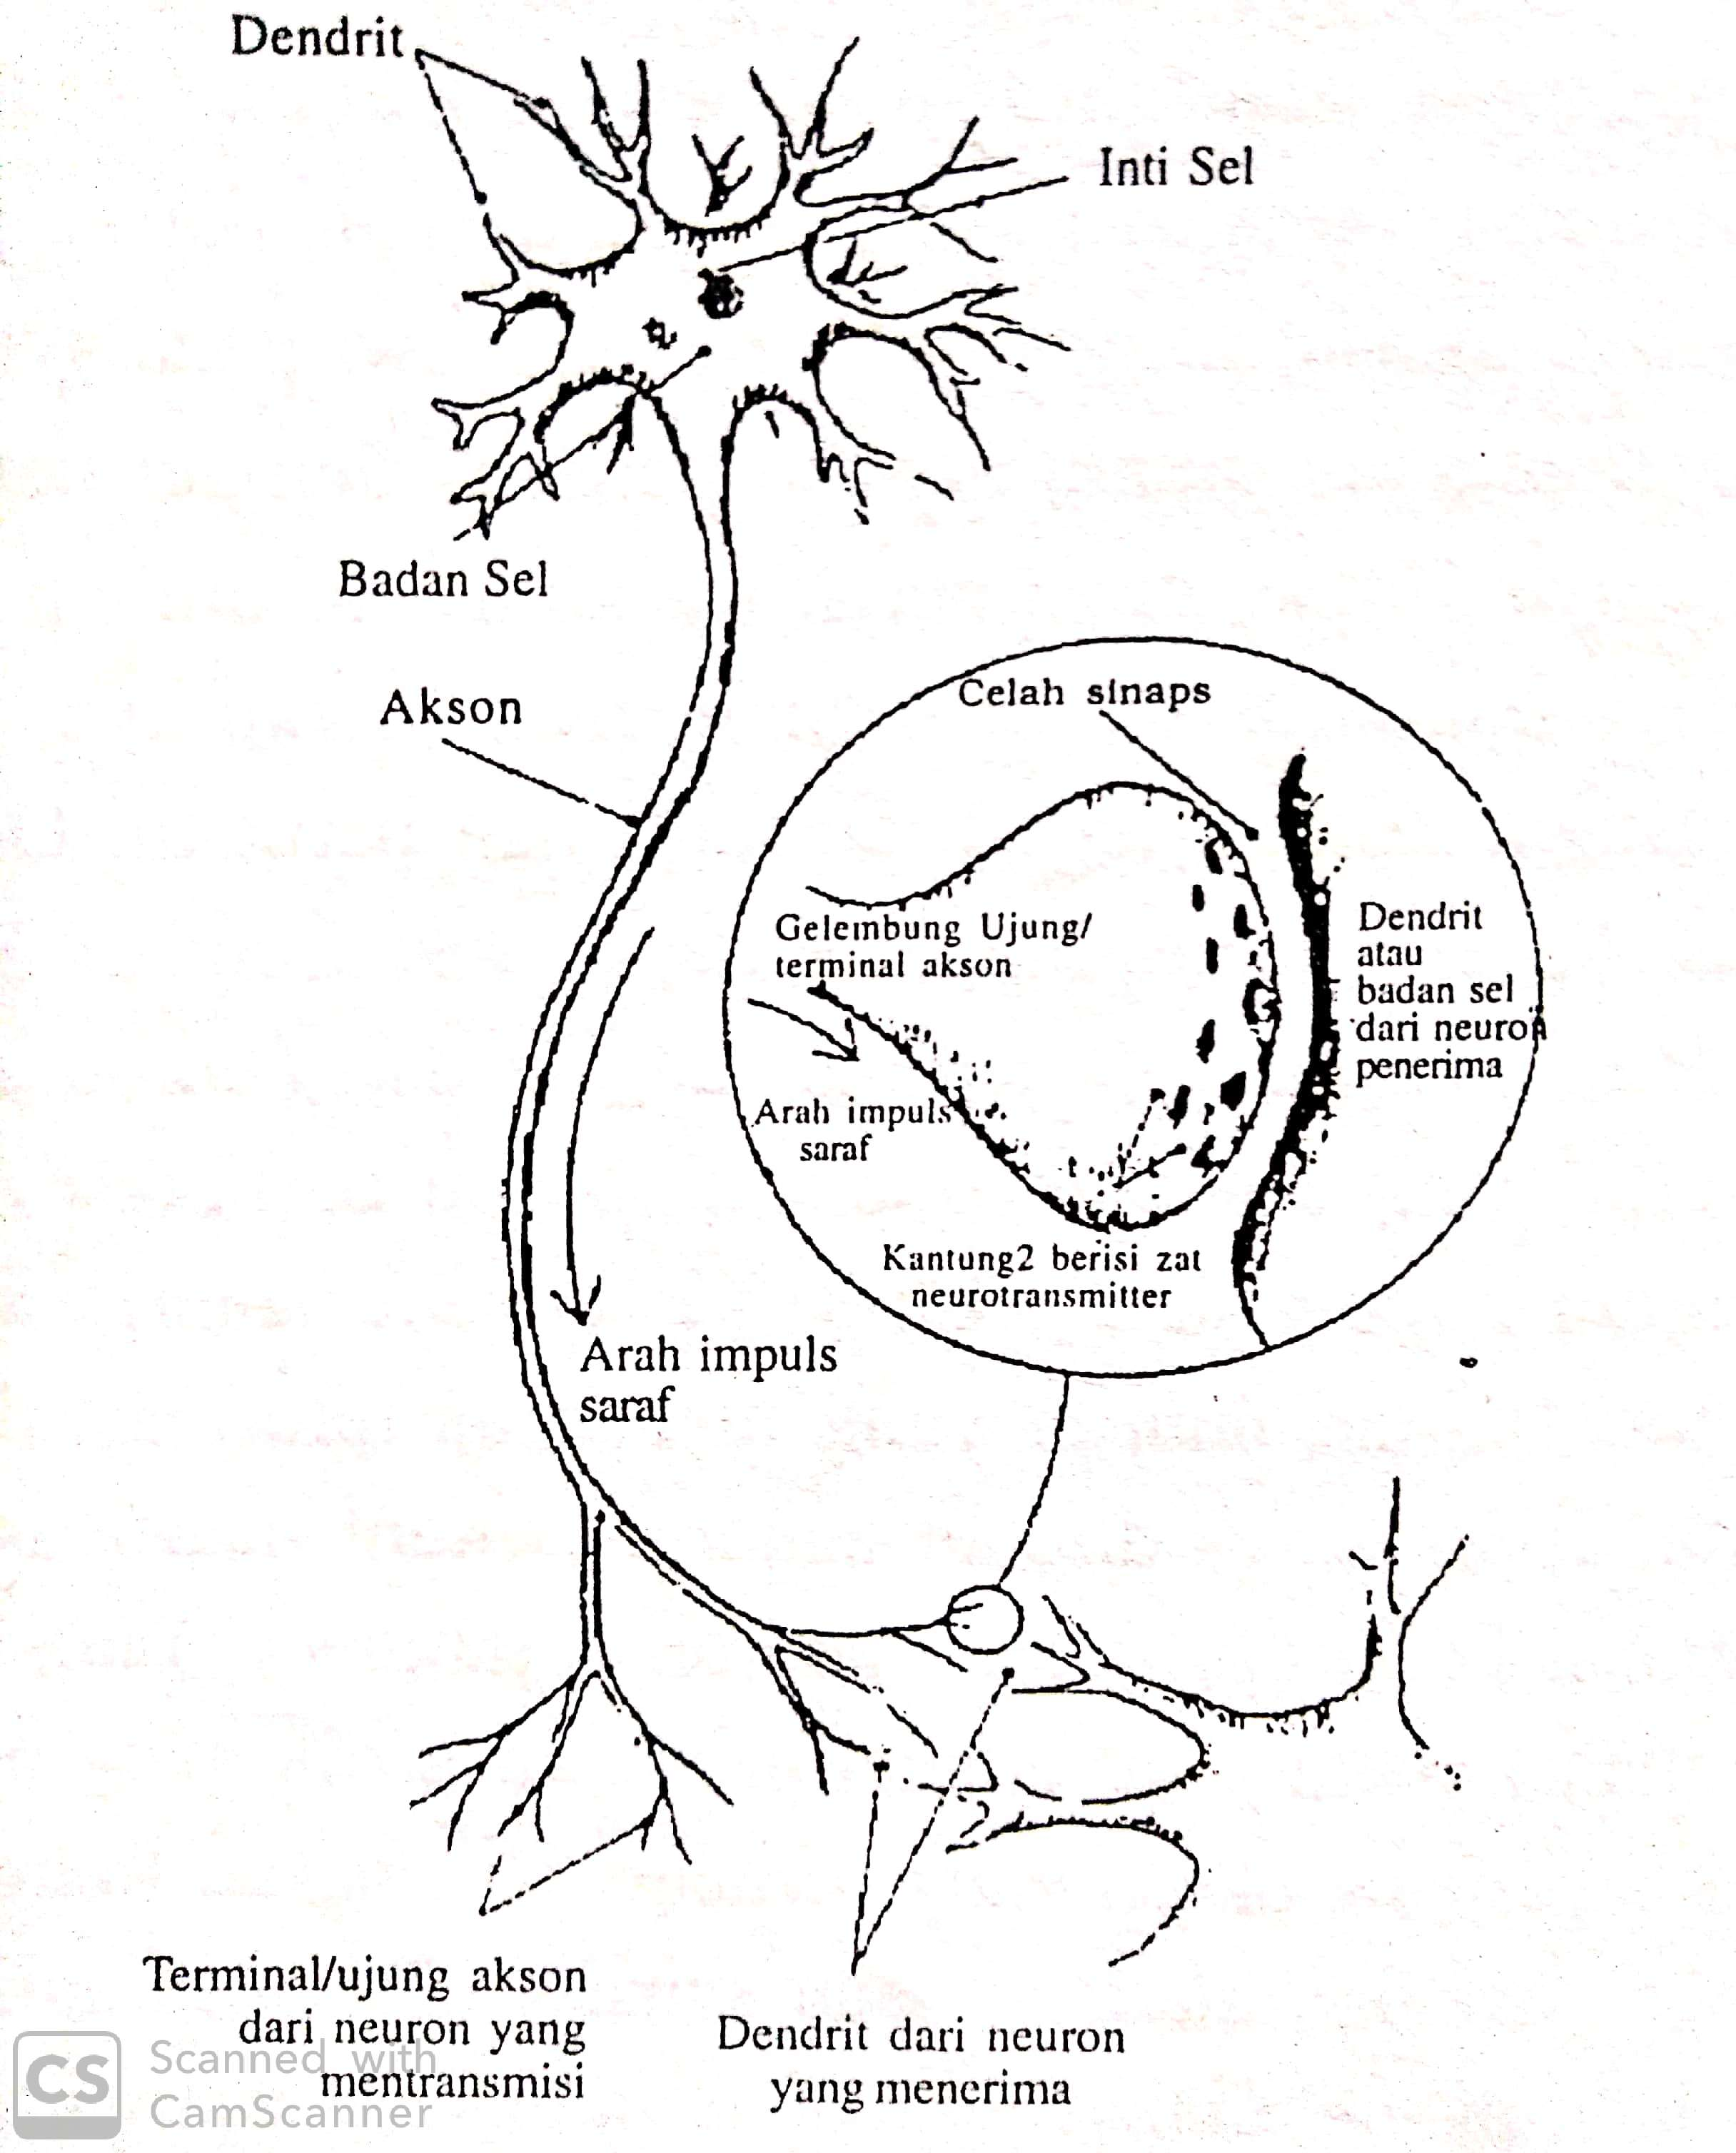 Dendrit
Inti Sel
Badan Sel
Akson
Celah sinaps
Gelembung Ujung/
terminal akson
Dendrit
atau
badan sel
dari neuron
penerima
Arah impuls
saraf
Kantung2 berisi zat
neurotransmitter
Arah impuls
saraf
Terminal/ujung akson
dari neuron yang
mentransmisi
Dendrit dari neuron
yang menerima
CS
Scanned with
CamScanner